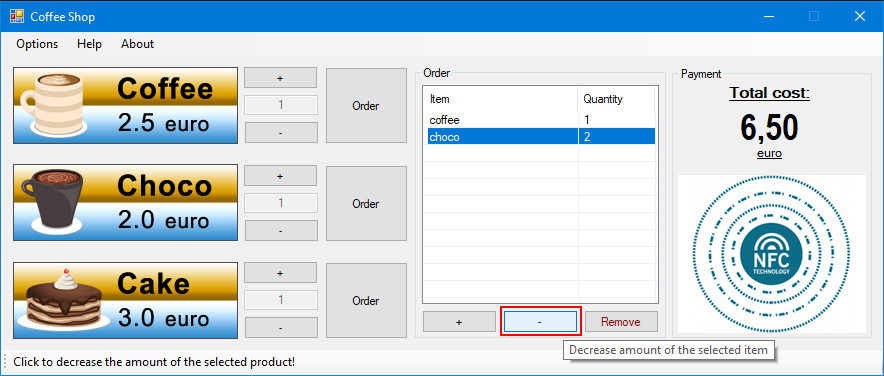 Coffee Shop
Options Help About
Coffee
2.5 euro
+
1
-
Order
Choco
2.0 euro
+
1
-
Order
Cake
3.0 euro
+
1
-
Order
Order
Item Quantity
coffee 1
choco 2
+ - Remove
Payment
Total cost:
6,50
euro
NFC
TECHNOLOGY
Decrease amount of the selected item
Click to decrease the amount of the selected product!